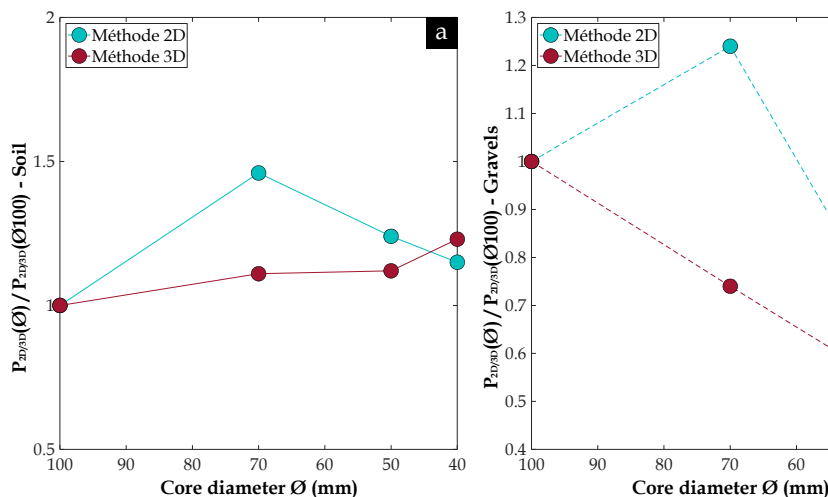 2
a
Méthode 2D
Méthode 3D
1.5
1
0.5
P2D/3D(Ø) / P2D/3D(Ø100) - Soil
100 90 80 70 60 50 40
Core diameter Ø (mm)
1.3
Méthode 2D
Méthode 3D
1.2
1.1
1
0.9
0.8
0.7
0.6
0.5
0.4
P2D/3D(Ø) / P2D/3D(Ø100) - Gravels
100 90 80 70 60
Core diameter Ø (mm)